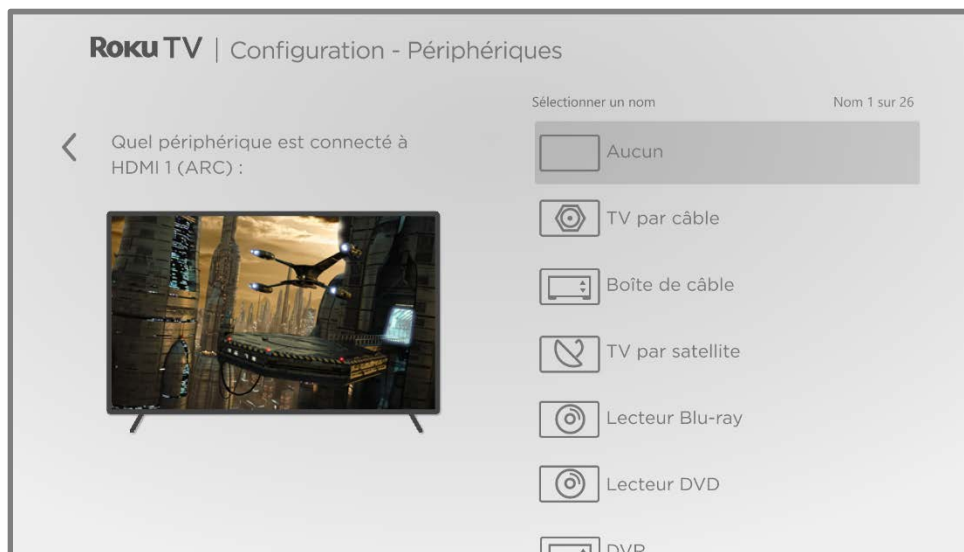 Roku TV | Configuration - Périphériques
Sélectionner un nom
Nom 1 sur 26
Quel périphérique est connecté à
HDMI 1 (ARC) :
Aucun
TV par câble
Boîte de câble
TV par satellite
Lecteur Blu-ray
Lecteur DVD
DVR